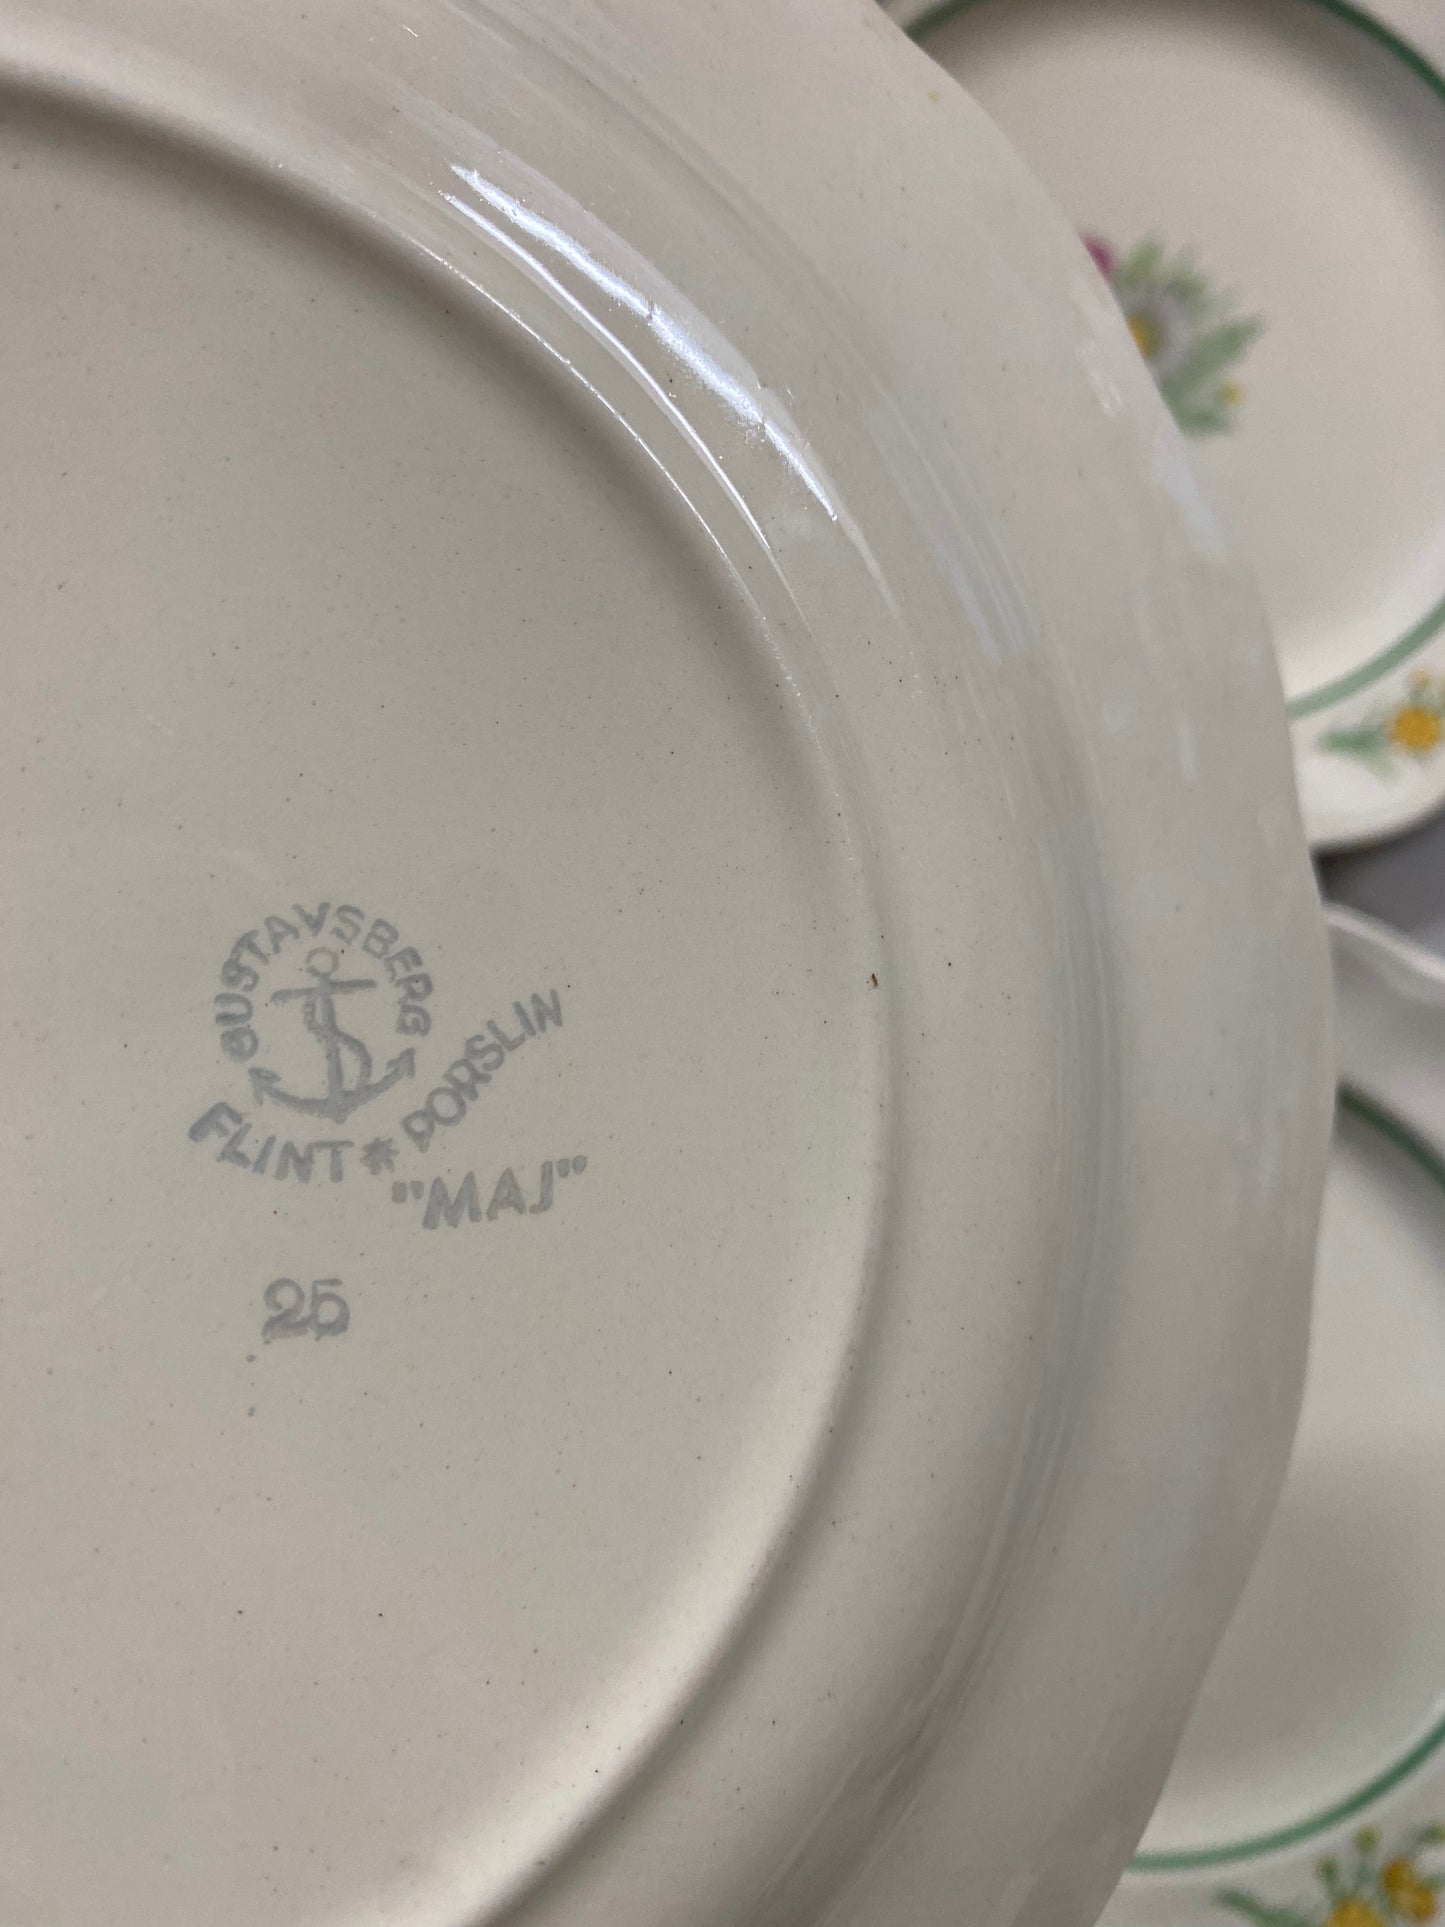 GUSTAVSBERG
FLINT * PORSLIN
"MAJ"
25